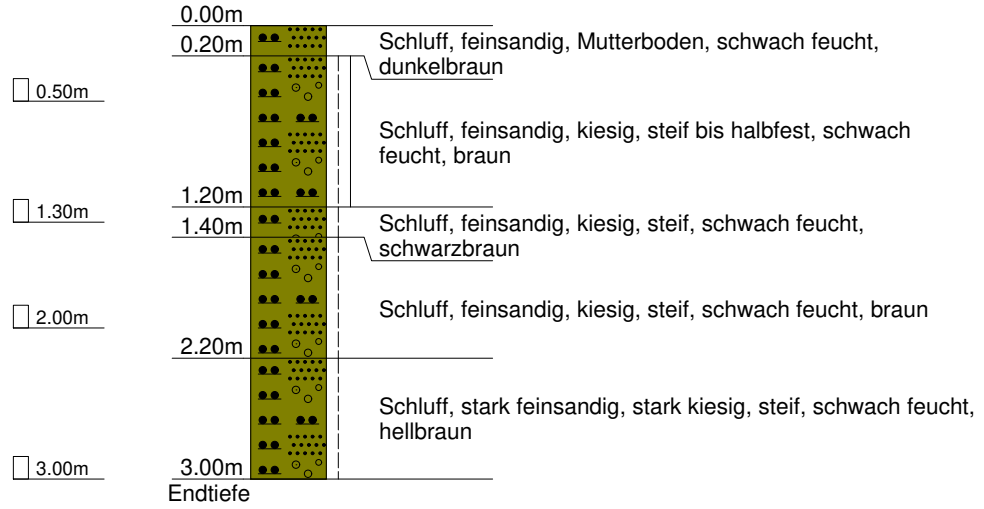 0.00m
Schluff, feinsandig, Mutterboden, schwach feucht,
0.20m
dunkelbraun
0.50m
Schluff, feinsandig, kiesig, steif bis halbfest, schwach
feucht, braun
1.20m
1.30m
Schluff, feinsandig, kiesig, steif, schwach feucht,
1.40m
schwarzbraun
2.00m
Schluff, feinsandig, kiesig, steif, schwach feucht, braun
2.20m
Schluff, stark feinsandig, stark kiesig, steif, schwach feucht,
hellbraun
3.00m
3.00m
Endtiefe